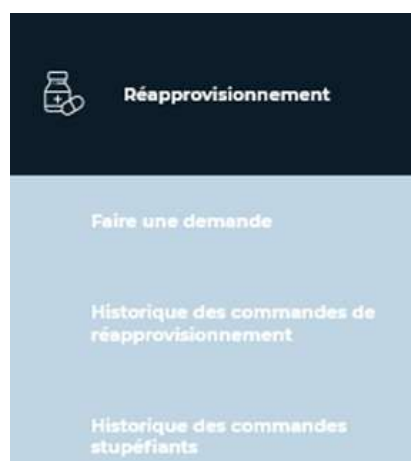 Réapprovisionnement
Faire une demande
Historique des commandes de
réapprovisionnement
Historique des commandes
stupéfiants